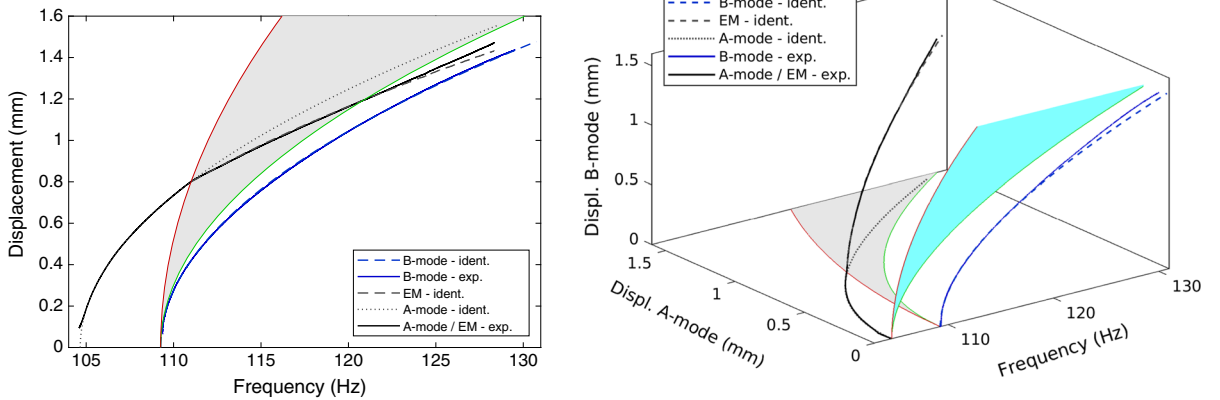 1.6
1.4
1.2
1
0.8
0.6
0.4
0.2
0
Displacement (mm)
105
110
115
120
125
130
Frequency (Hz)
B-mode - ident.
B-mode - exp.
EM - ident.
A-mode - ident.
A-mode / EM - exp.
B-mode - ident.
EM - ident.
A-mode - ident.
B-mode - exp.
A-mode / EM - exp.
1.5
1
0.5
0
Displ. B-mode (mm)
1.5
1
0.5
0
Displ. A-mode (mm)
110
120
130
Frequency (Hz)